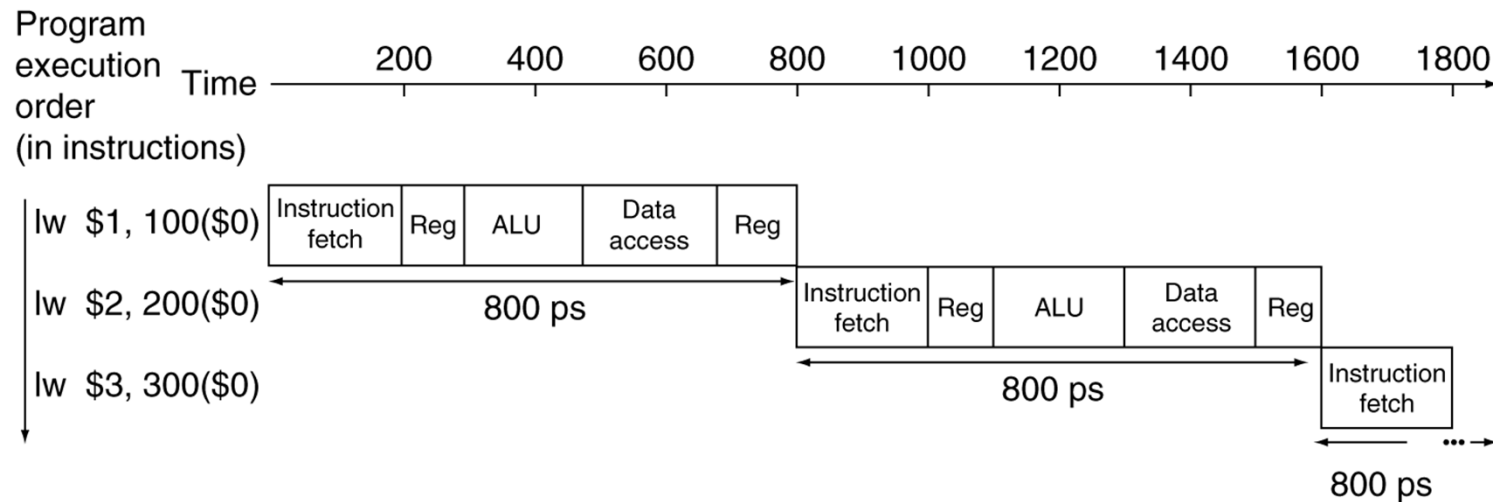 Program
execution
order
(in instructions)
Time
200 400 600 800 1000 1200 1400 1600 1800
lw $1, 100($0)
Instruction
fetch
Reg
ALU
Data
access
Reg
800 ps
lw $2, 200($0)
Instruction
fetch
Reg
ALU
Data
access
Reg
800 ps
lw $3, 300($0)
Instruction
fetch
...
800 ps